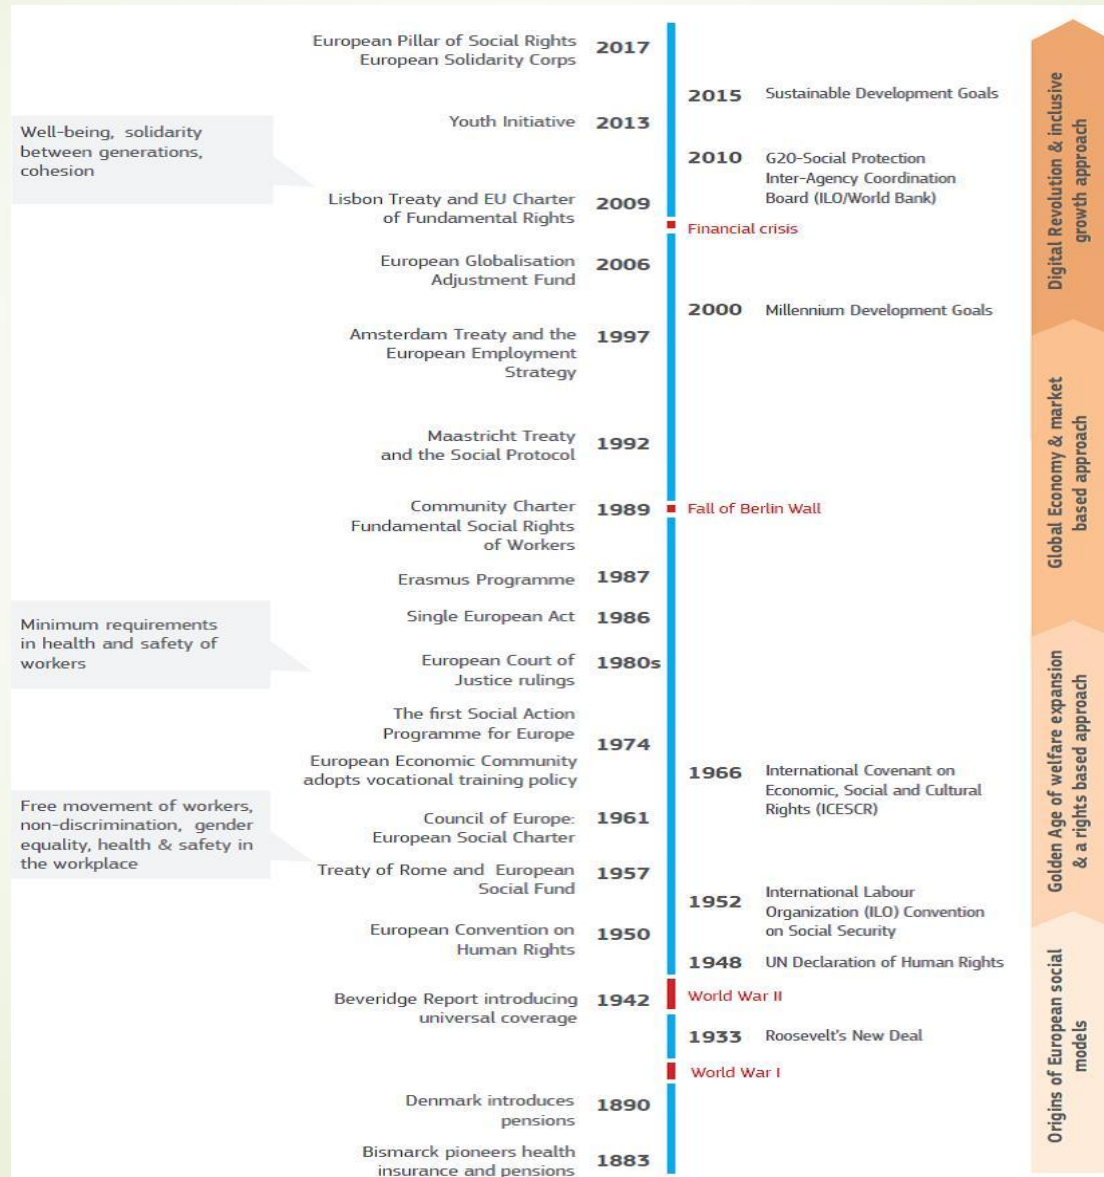 European Pillar of Social Rights
European Solidarity Corps
2017
2015
Sustainable Development Goals
Youth Initiative
2013
Well-being, solidarity
between generations,
cohesion
2010
G20-Social Protection
Inter-Agency Coordination
Board (ILO/World Bank)
Lisbon Treaty and EU Charter
of Fundamental Rights
2009
Financial crisis
European Globalisation
Adjustment Fund
2006
2000
Millennium Development Goals
Amsterdam Treaty and the
European Employment
Strategy
1997
Maastricht Treaty
and the Social Protocol
1992
Community Charter
Fundamental Social Rights
of Workers
1989
Fall of Berlin Wall
Erasmus Programme
1987
Single European Act
1986
Minimum requirements
in health and safety of
workers
European Court of
Justice rulings
1980s
The first Social Action
Programme for Europe
1974
European Economic Community
adopts vocational training policy
1966
International Covenant on
Economic, Social and Cultural
Rights (ICESCR)
Free movement of workers,
non-discrimination, gender
equality, health & safety in
the workplace
Council of Europe:
European Social Charter
1961
Treaty of Rome and European
Social Fund
1957
1952
International Labour
Organization (ILO) Convention
on Social Security
European Convention on
Human Rights
1950
1948
UN Declaration of Human Rights
Beveridge Report introducing
universal coverage
1942
World War II
1933
Roosevelt's New Deal
World War I
Denmark introduces
pensions
1890
Bismarck pioneers health
insurance and pensions
1883
Digital Revolution & inclusive
growth approach
Global Economy & market
based approach
Golden Age of welfare expansion
& a rights based approach
Origins of European social
models